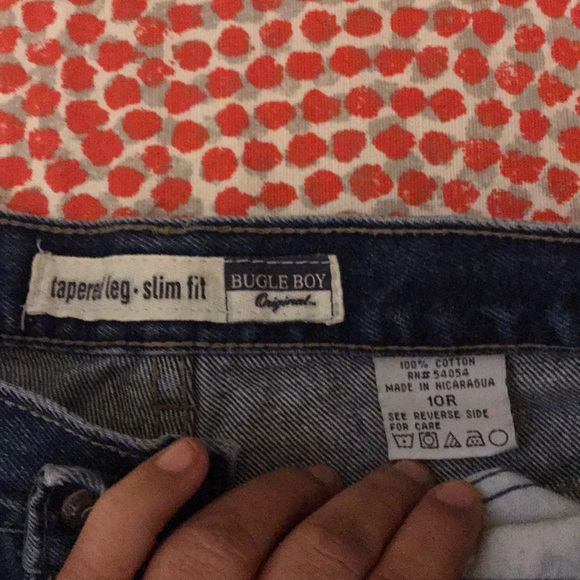 tapered leg • slim fit
BUGLE BOY
Original™
100% COTTON
RN# 54054
MADE IN NICARAGUA
10R
SEE REVERSE SIDE
FOR CARE